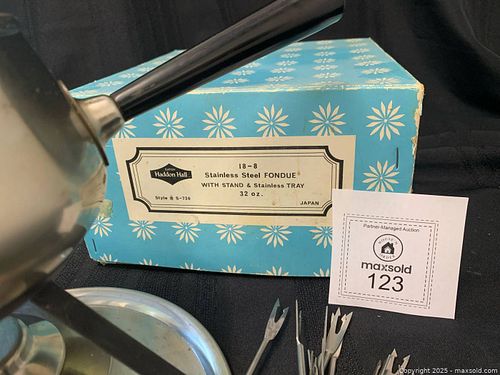 18-8
Haddon Hall
Stainless Steel FONDUE
WITH STAND & Stainless TRAY
32 oz.
Style # S-736
JAPAN
Partner-Managed Auction
maxsold
123
Copyright 2025 - maxsold.com